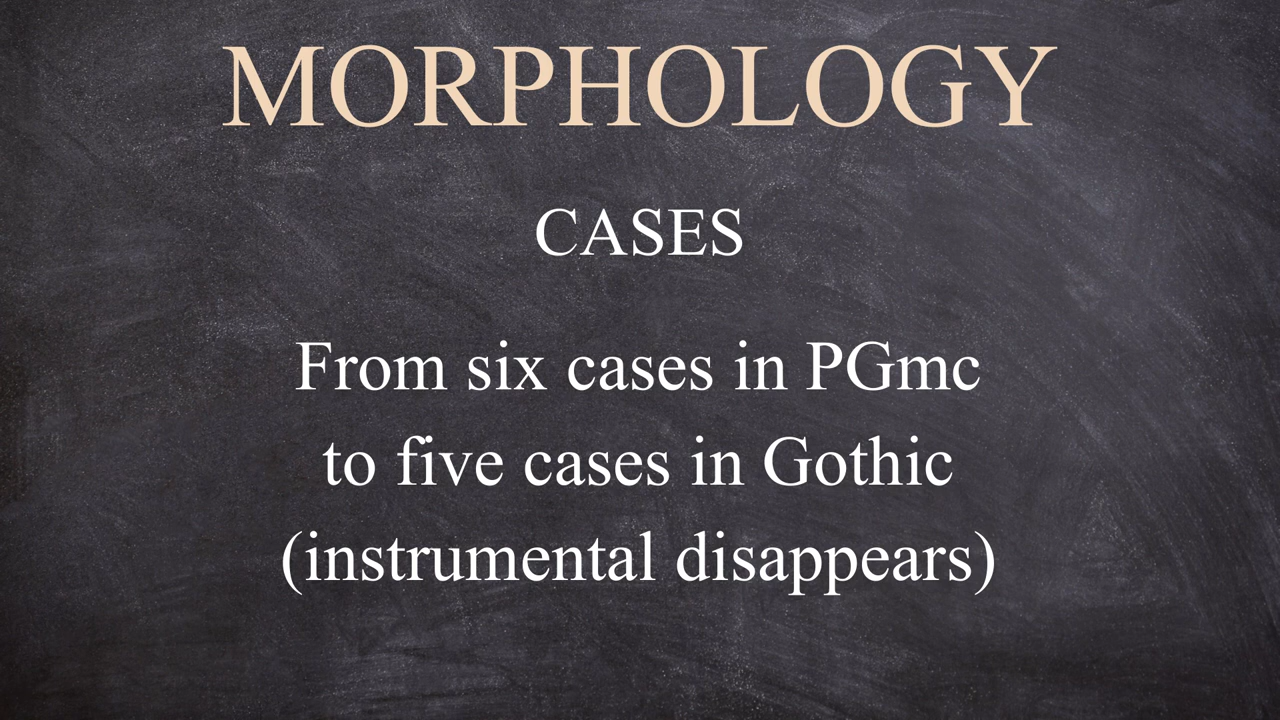 MORPHOLOGY
CASES
From six cases in PGmc
to five cases in Gothic
(instrumental disappears)